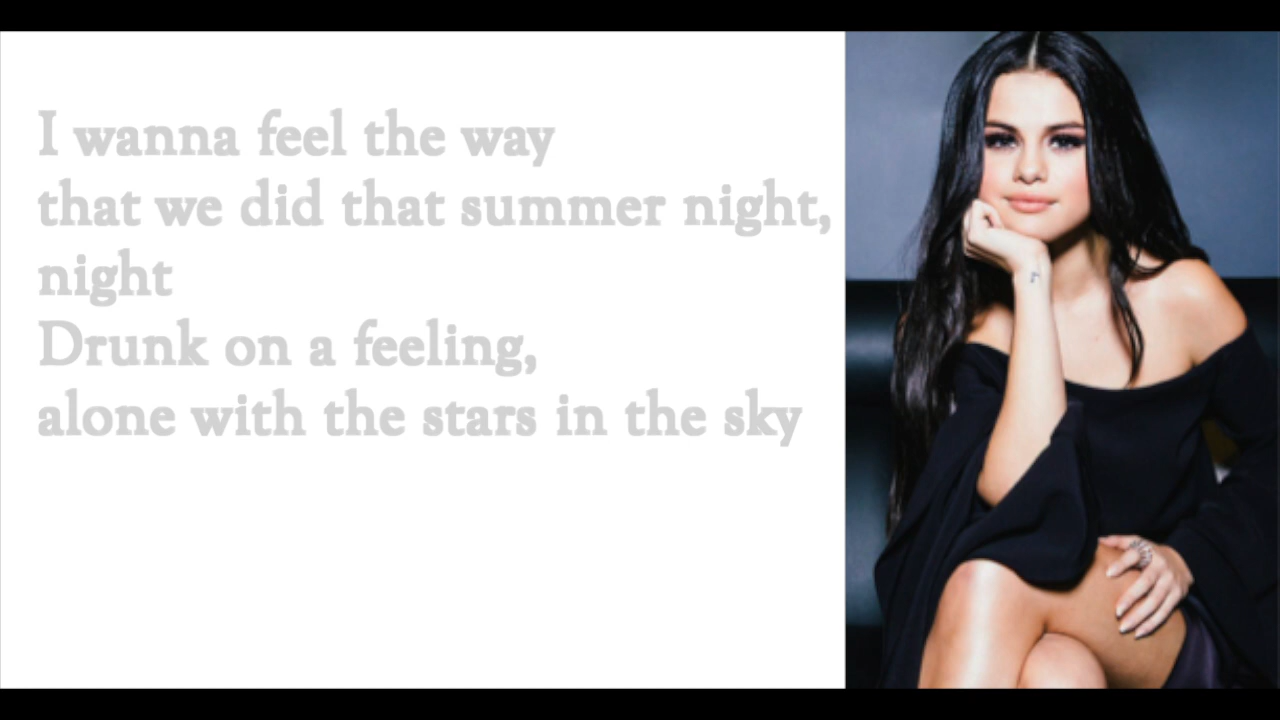 I wanna feel the way
that we did that summer night,
night
Drunk on a feeling,
alone with the stars in the sky